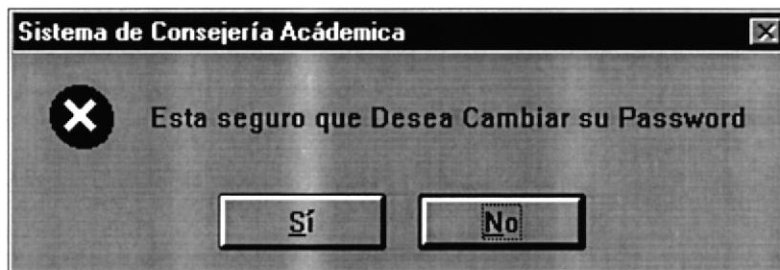 Sistema de Consejería Acádemica
Esta seguro que Desea Cambiar su Password
Sí
No